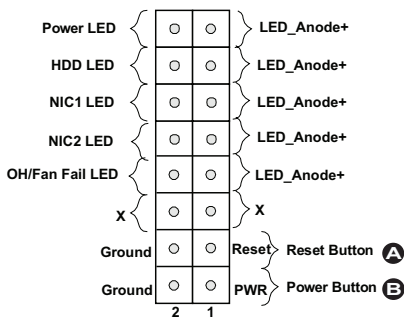 Power LED LED_Anode+
HDD LED LED_Anode+
NIC1 LED LED_Anode+
NIC2 LED LED_Anode+
OH/Fan Fail LED LED_Anode+
X X
Ground Reset Reset Button A
Ground PWR Power Button B
2 1